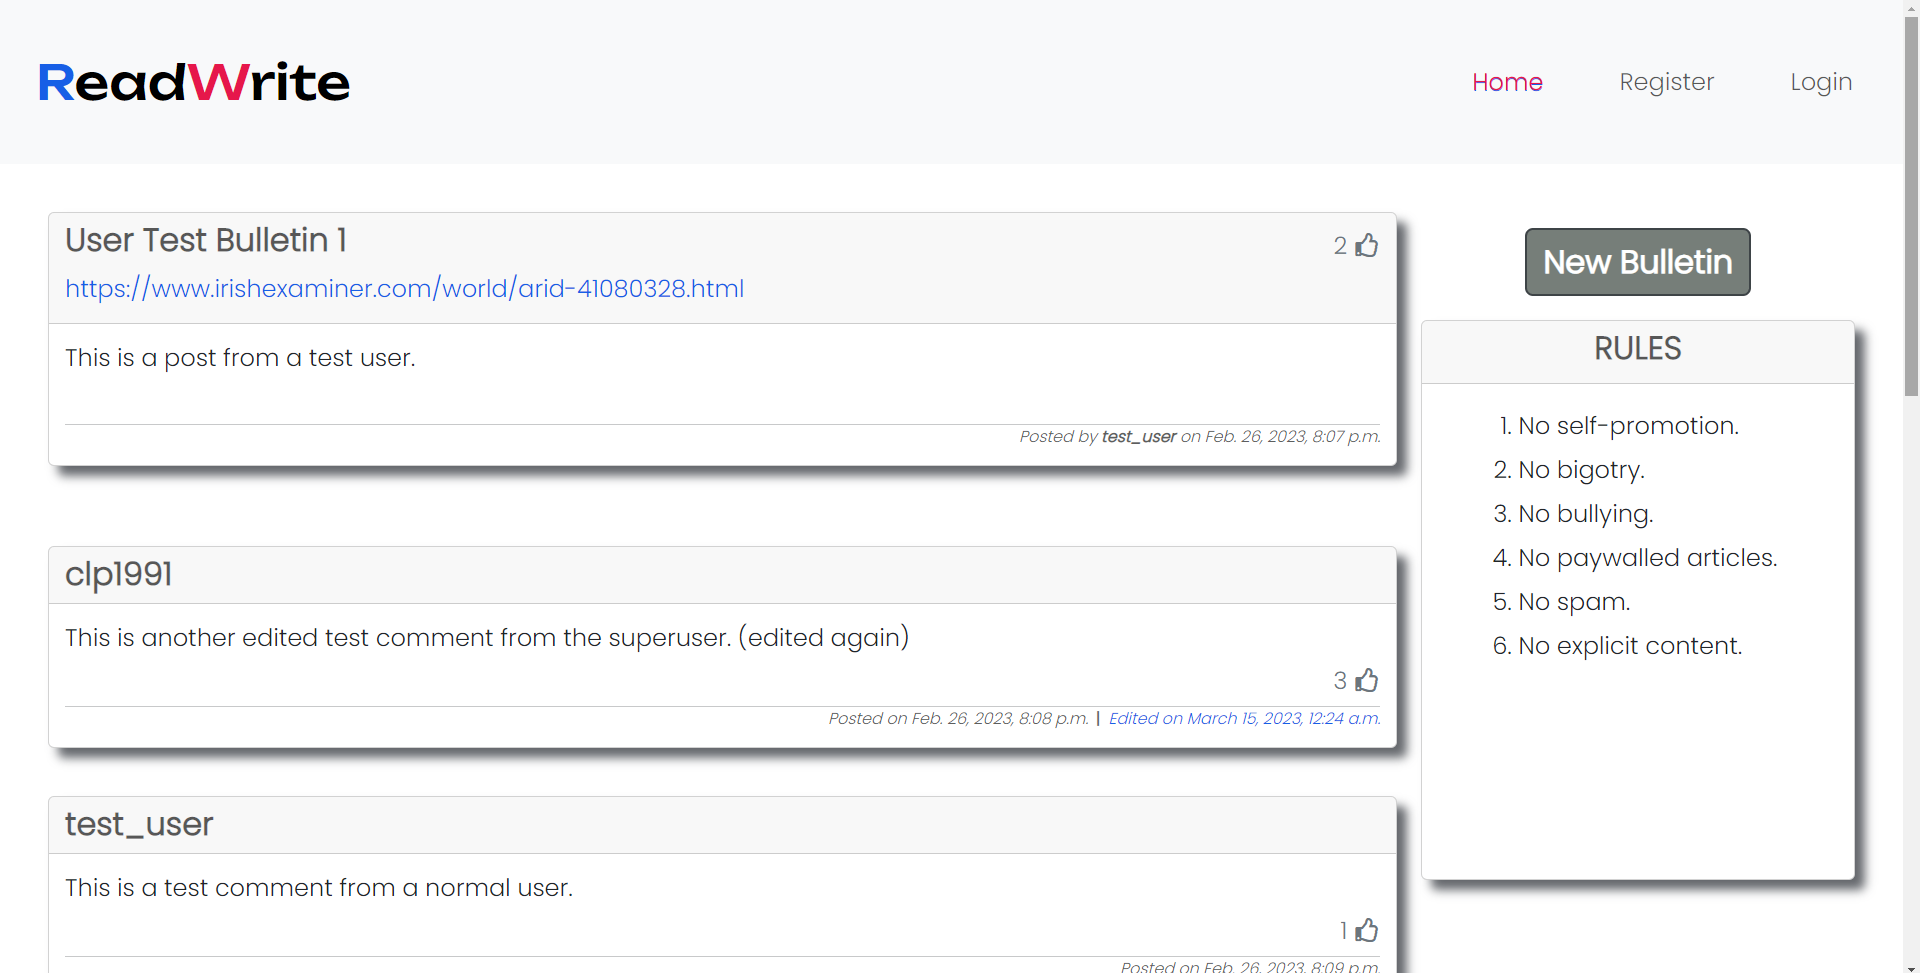 ReadWrite
Home Register Login
User Test Bulletin 1
2
https://www.irishexaminer.com/world/arid-41080328.html
This is a post from a test user.
Posted by test_user on Feb. 26, 2023, 8:07 p.m.
clp1991
This is another edited test comment from the superuser. (edited again)
3
Posted on Feb. 26, 2023, 8:08 p.m. | Edited on March 15, 2023, 12:24 a.m.
test_user
This is a test comment from a normal user.
1
Posted on Feb. 26, 2023, 8:09 p.m.
New Bulletin
RULES
1. No self-promotion.
2. No bigotry.
3. No bullying.
4. No paywalled articles.
5. No spam.
6. No explicit content.